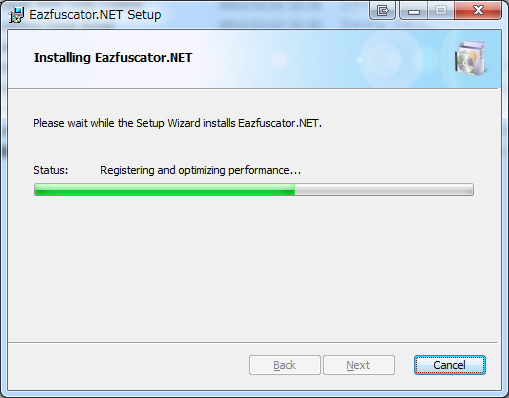 Eazfuscator.NET Setup
Installing Eazfuscator.NET
Please wait while the Setup Wizard installs Eazfuscator.NET.
Status: Registering and optimizing performance...
Back Next Cancel